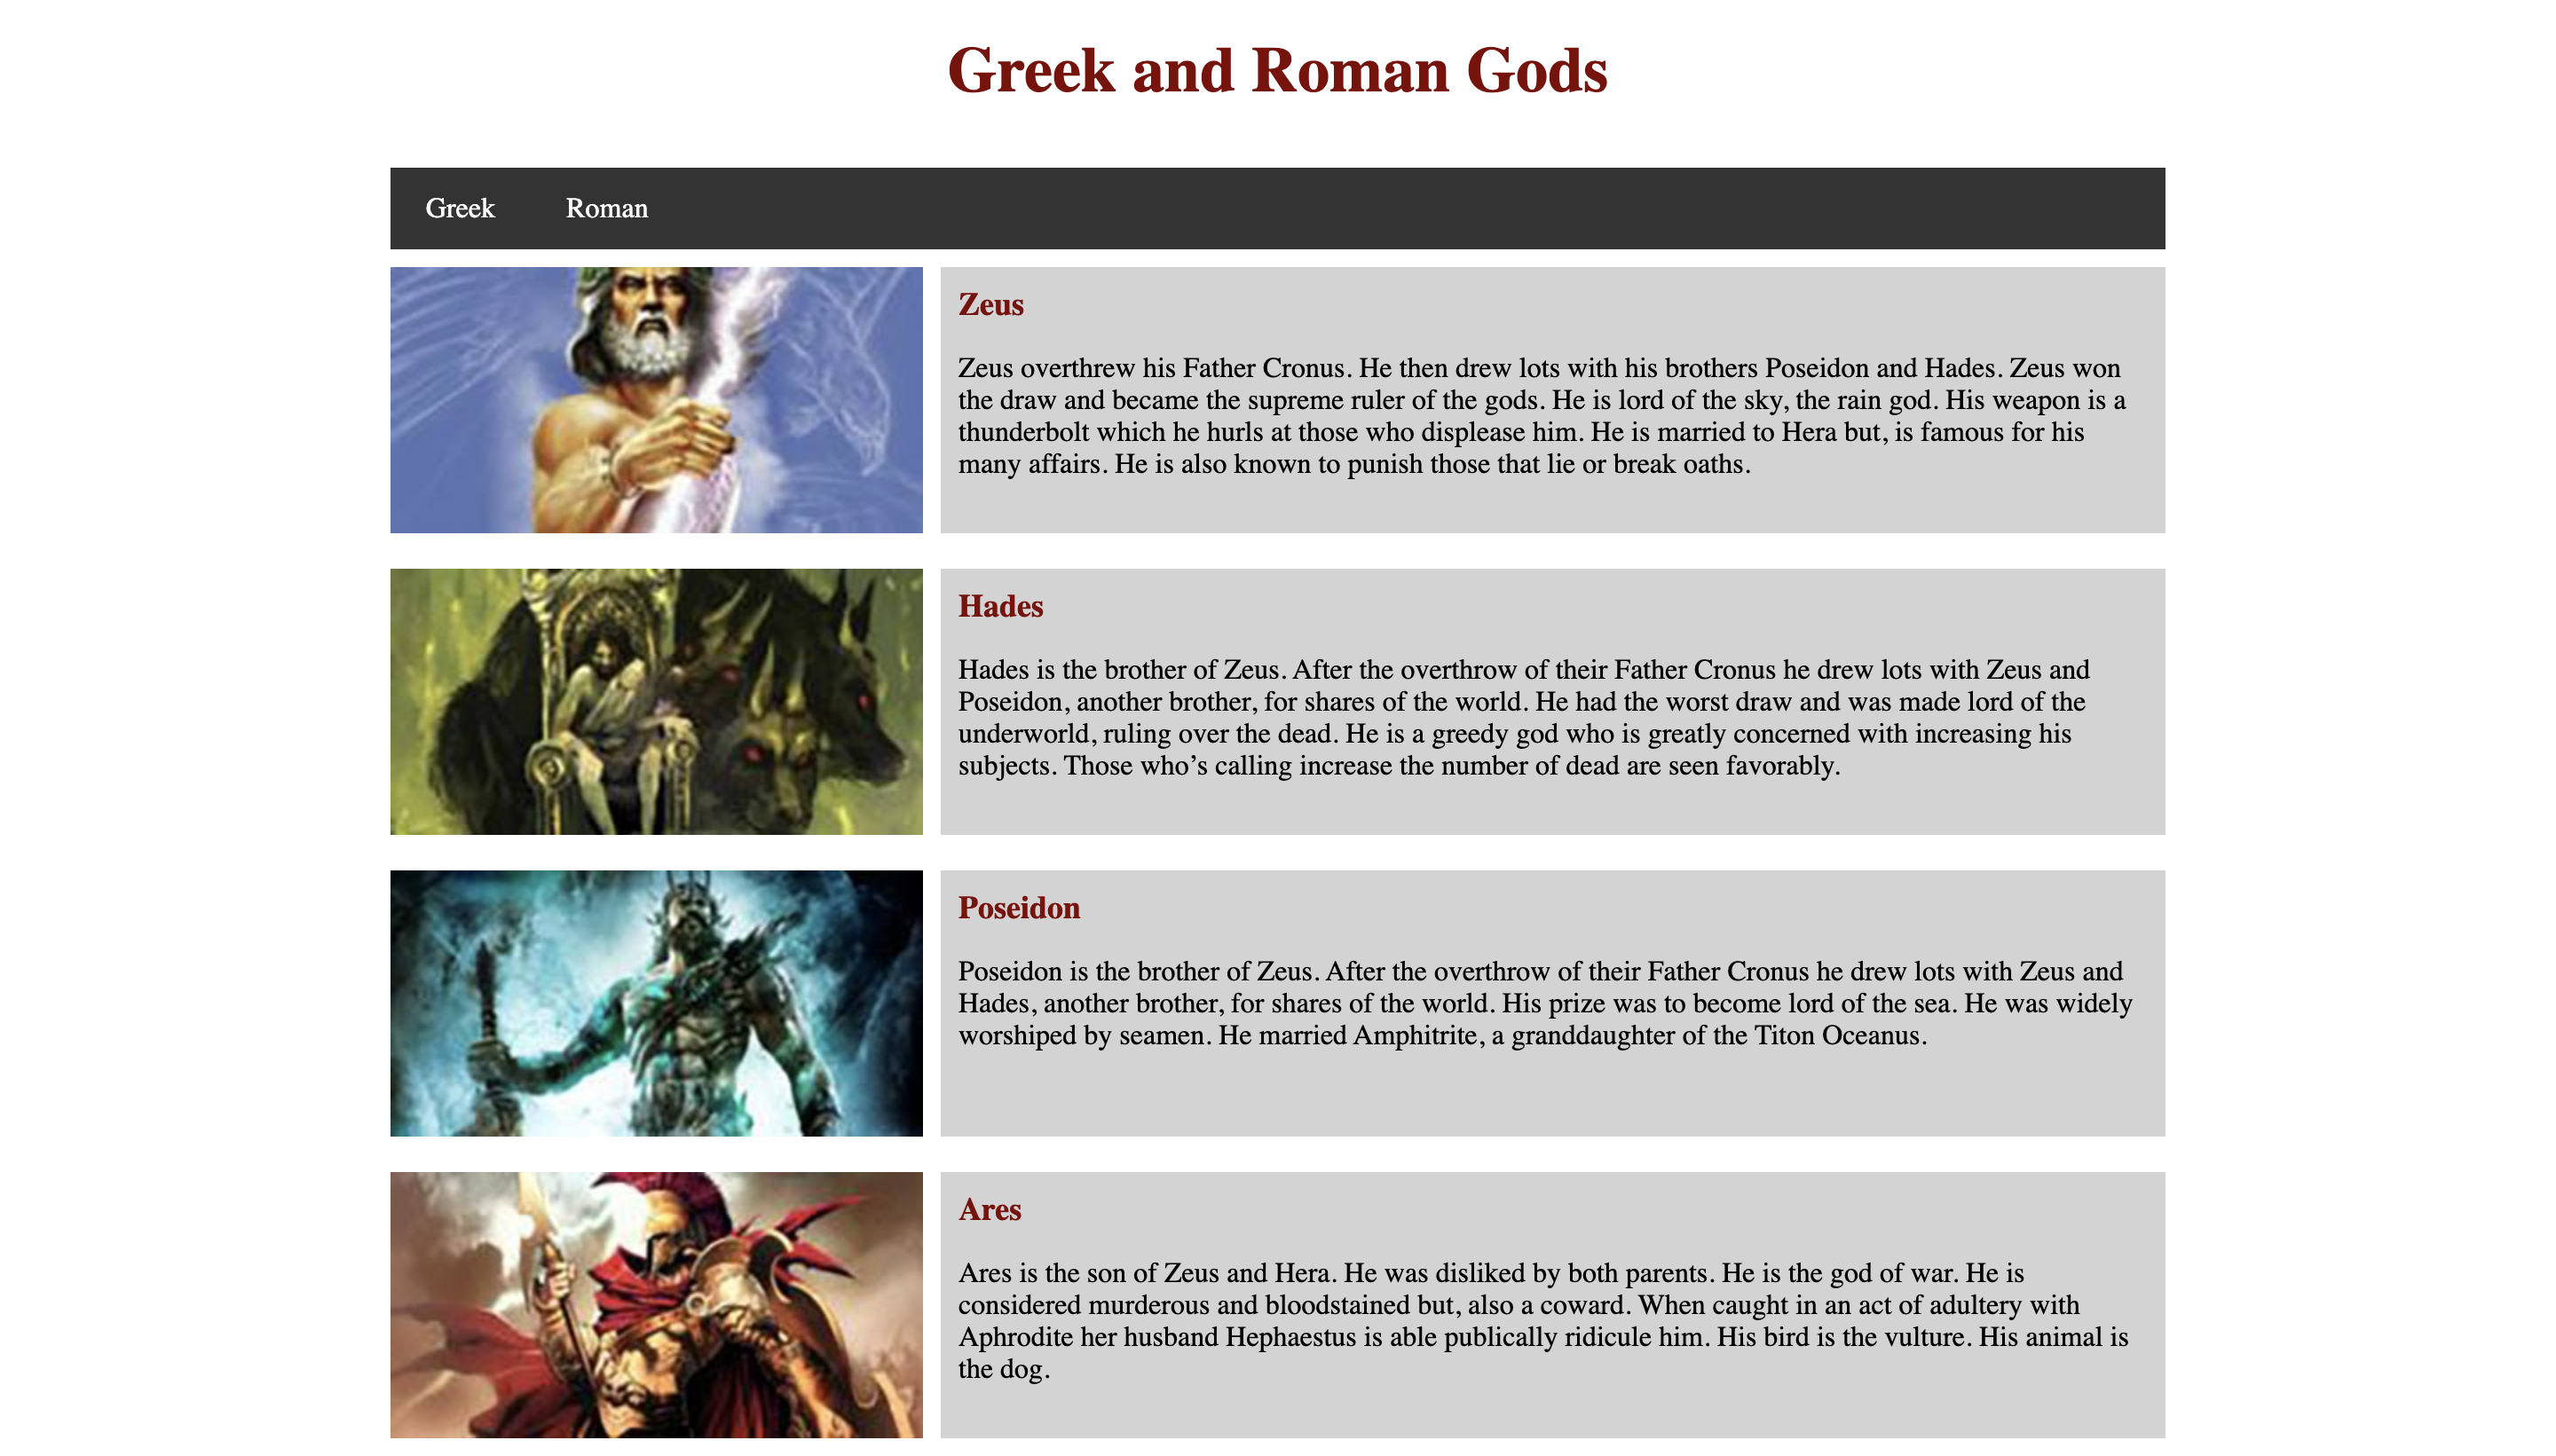 Greek and Roman Gods
Greek Roman
Zeus
Zeus overthrew his Father Cronus. He then drew lots with his brothers Poseidon and Hades. Zeus won
the draw and became the supreme ruler of the gods. He is lord of the sky, the rain god. His weapon is a
thunderbolt which he hurls at those who displease him. He is married to Hera but, is famous for his
many affairs. He is also known to punish those that lie or break oaths.
Hades
Hades is the brother of Zeus. After the overthrow of their Father Cronus he drew lots with Zeus and
Poseidon, another brother, for shares of the world. He had the worst draw and was made lord of the
underworld, ruling over the dead. He is a greedy god who is greatly concerned with increasing his
subjects. Those who’s calling increase the number of dead are seen favorably.
Poseidon
Poseidon is the brother of Zeus. After the overthrow of their Father Cronus he drew lots with Zeus and
Hades, another brother, for shares of the world. His prize was to become lord of the sea. He was widely
worshiped by seamen. He married Amphitrite, a granddaughter of the Titon Oceanus.
Ares
Ares is the son of Zeus and Hera. He was disliked by both parents. He is the god of war. He is
considered murderous and bloodstained but, also a coward. When caught in an act of adultery with
Aphrodite her husband Hephaestus is able publically ridicule him. His bird is the vulture. His animal is
the dog.